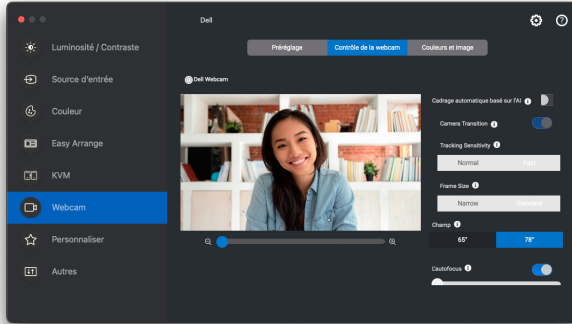 Dell
Luminosité / Contraste
Source d'entrée
Couleur
Easy Arrange
KVM
Webcam
Personnaliser
Autres
Préréglage
Contrôle de la webcam
Couleurs et image
Dell Webcam
Cadrage automatique basé sur l'AI
Camera Transition
Tracking Sensitivity
Normal Fast
Frame Size
Narrow Standard
Champ
65° 78°
L'autofocus